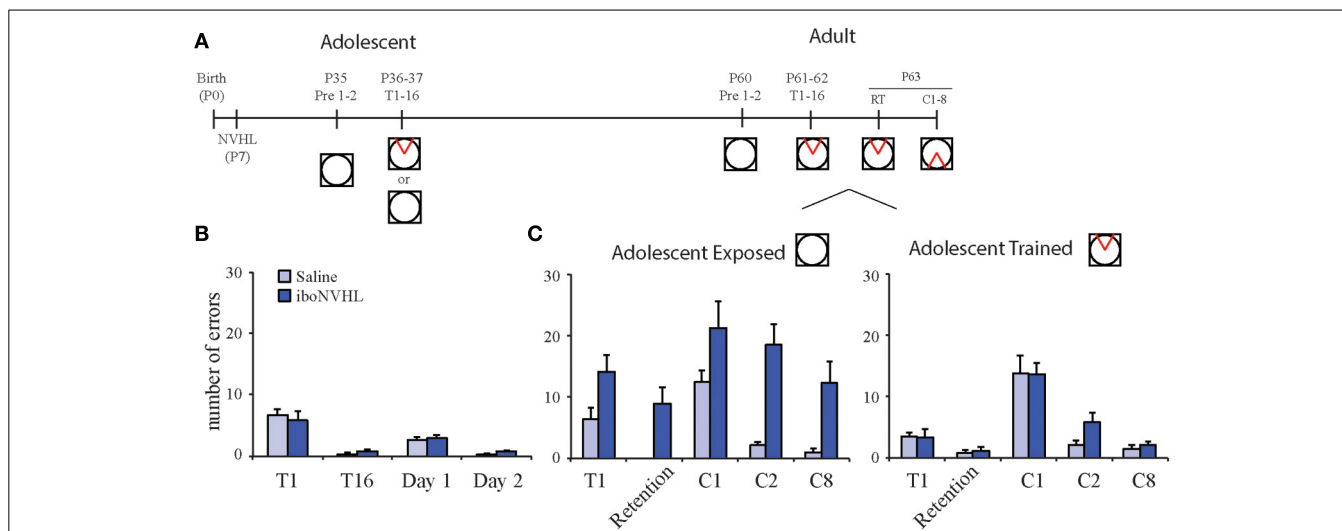 A
Adolescent
Adult
Birth
(P0)
P35
Pre 1-2
P36-37
T1-16
P60
Pre 1-2
P61-62
T1-16
P63
RT
C1-8
NVHL
(P7)
or
B
C
Adolescent Exposed
Adolescent Trained
number of errors
30
20
10
0
Saline
iboNVHL
T1
T16
Day 1
Day 2
30
20
10
0
T1
Retention
C1
C2
C8
30
20
10
0
T1
Retention
C1
C2
C8